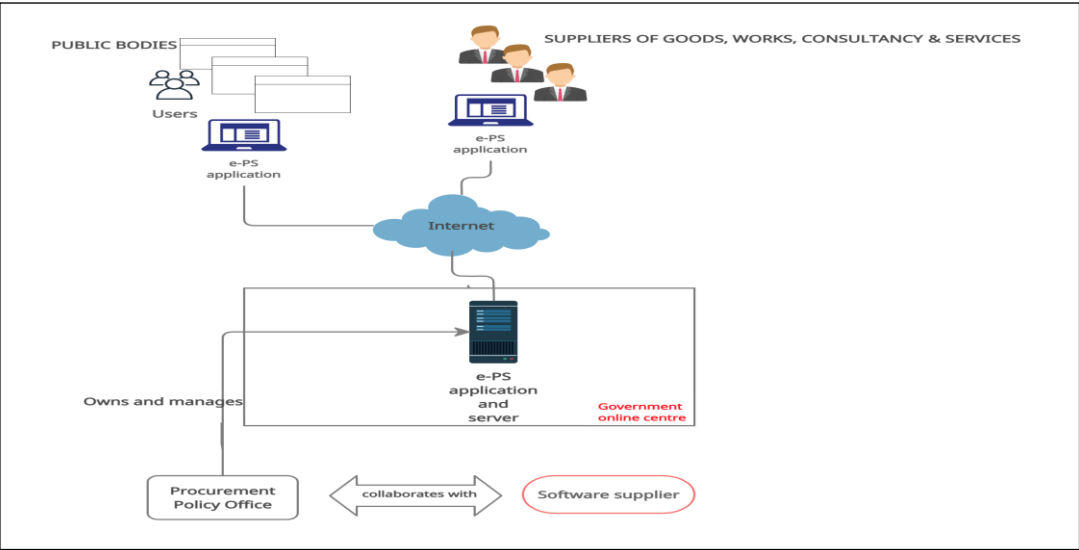 PUBLIC BODIES
SUPPLIERS OF GOODS, WORKS, CONSULTANCY & SERVICES
Users
e-PS
application
e-PS
application
Internet
e-PS
application
and
server
Government
online centre
Owns and manages
Procurement
Policy Office
collaborates with
Software supplier